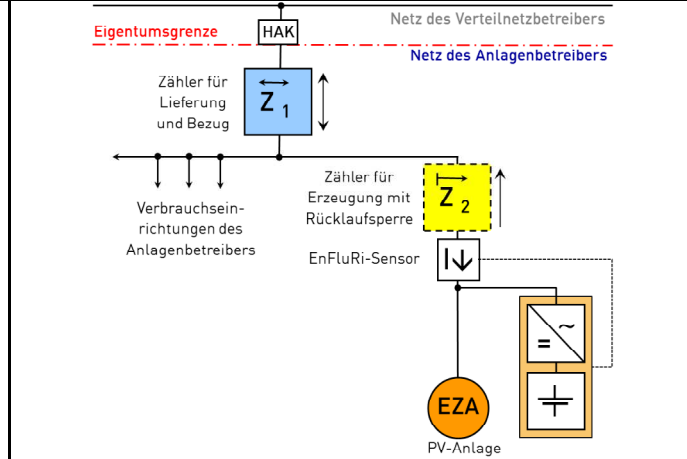 Netz des Verteilnetzbetreibers
Eigentumsgrenze
HAK
Netz des Anlagenbetreibers
Zähler für
Lieferung
und Bezug
Z 1
Zähler für
Erzeugung mit
Rücklaufsperre
Z 2
Verbrauchsein-
richtungen des
Anlagenbetreibers
EnFluRi-Sensor
~
=
EZA
PV-Anlage